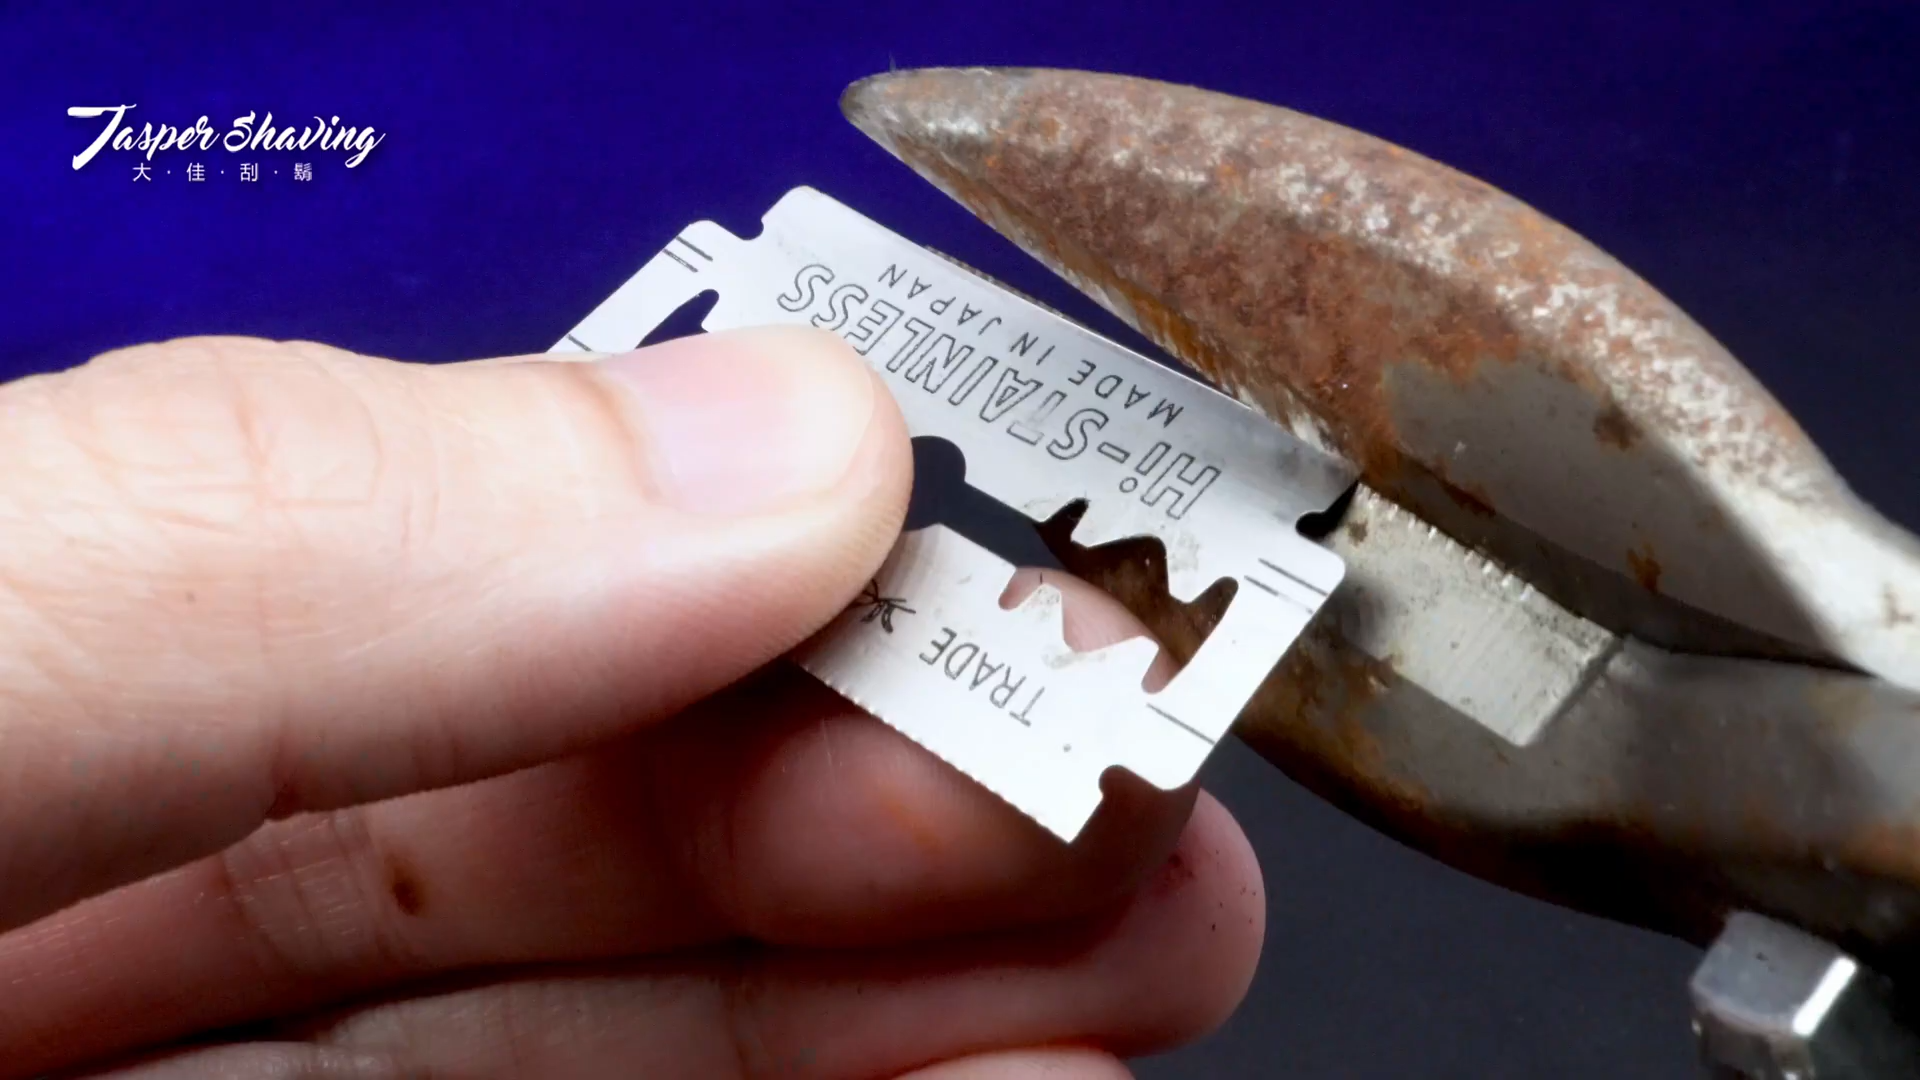 Jasper Shaving
大·佳·刮·鬍
Hi-STAINLESS
MADE IN JAPAN
TRADE